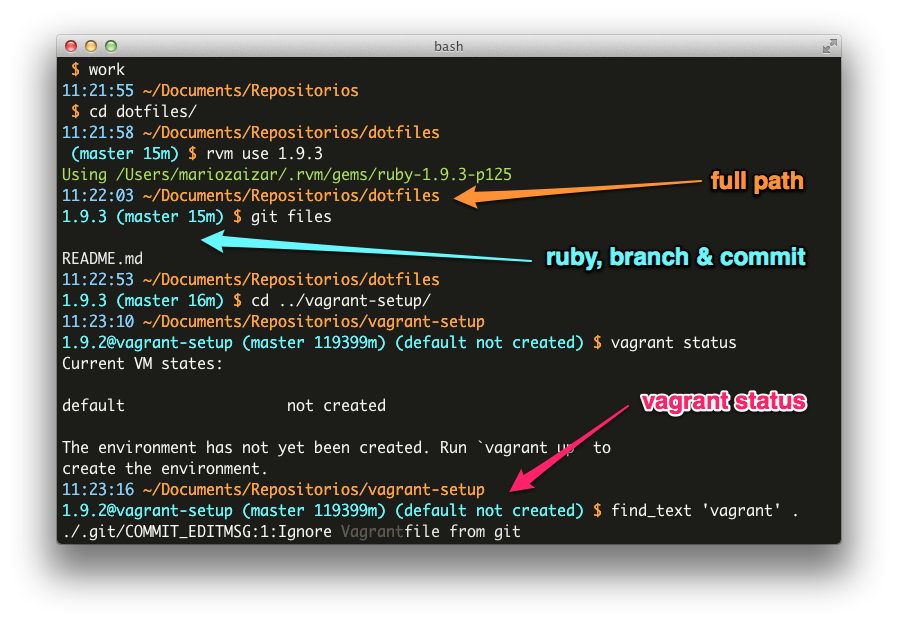 bash
$ work
11:21:55 ~/Documents/Repositorios
$ cd dotfiles/
11:21:58 ~/Documents/Repositorios/dotfiles
(master 15m) $ rvm use 1.9.3
Using /Users/mariozaizar/.rvm/gems/ruby-1.9.3-p125
11:22:03 ~/Documents/Repositorios/dotfiles
full path
1.9.3 (master 15m) $ git files
ruby, branch & commit
README.md
11:22:53 ~/Documents/Repositorios/dotfiles
1.9.3 (master 16m) $ cd ../vagrant-setup/
11:23:10 ~/Documents/Repositorios/vagrant-setup
1.9.2@vagrant-setup (master 119399m) (default not created) $ vagrant status
Current VM states:
default not created
vagrant status
The environment has not yet been created. Run `vagrant up` to
create the environment.
11:23:16 ~/Documents/Repositorios/vagrant-setup
1.9.2@vagrant-setup (master 119399m) (default not created) $ find_text 'vagrant' .
./.git/COMMIT_EDITMSG:1:Ignore Vagrantfile from git